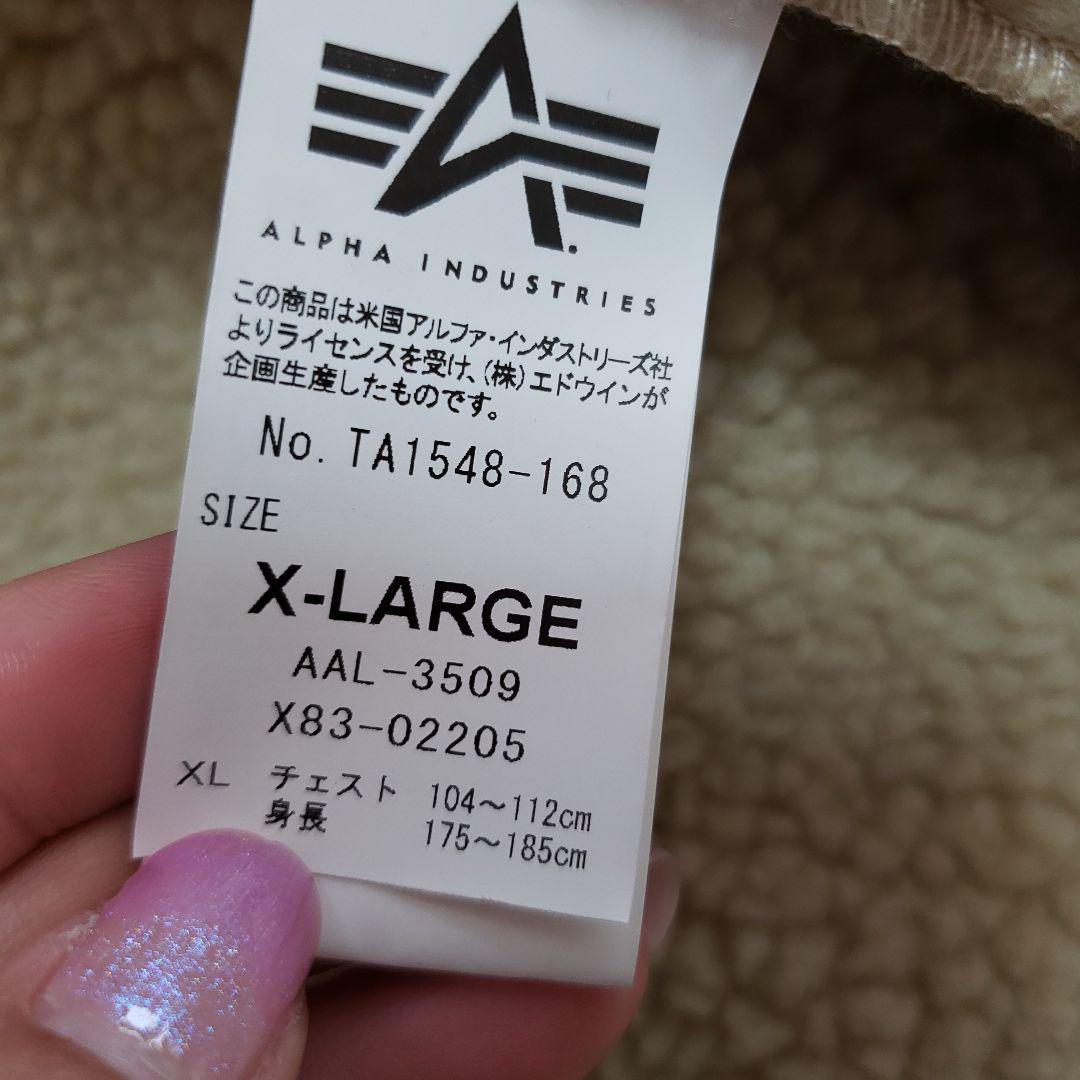 ALPHA INDUSTRIES
この商品は米国アルファ・インダストリーズ社
よりライセンスを受け、(株)エドウインが
企画生産したものです。
No. TA1548-168
SIZE
X-LARGE
AAL-3509
X83-02205
XL チェスト 104～112cm
身長 175～185cm